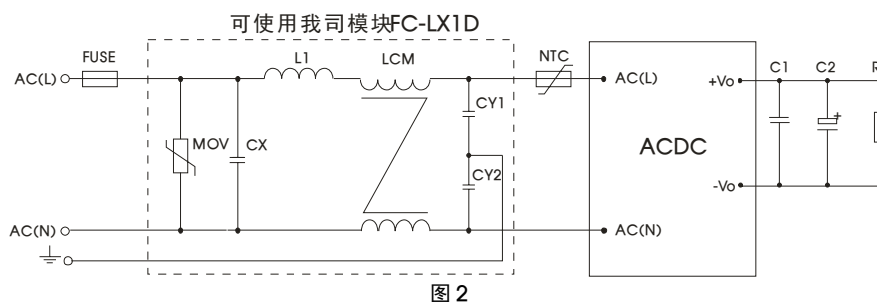 可使用我司模块FC-LX1D
FUSE
L1
LCM
NTC
AC(L)
AC(L)
+Vo
C1
C2
R
CY1
MOV
CX
ACDC
CY2
-Vo
AC(N)
AC(N)
图2